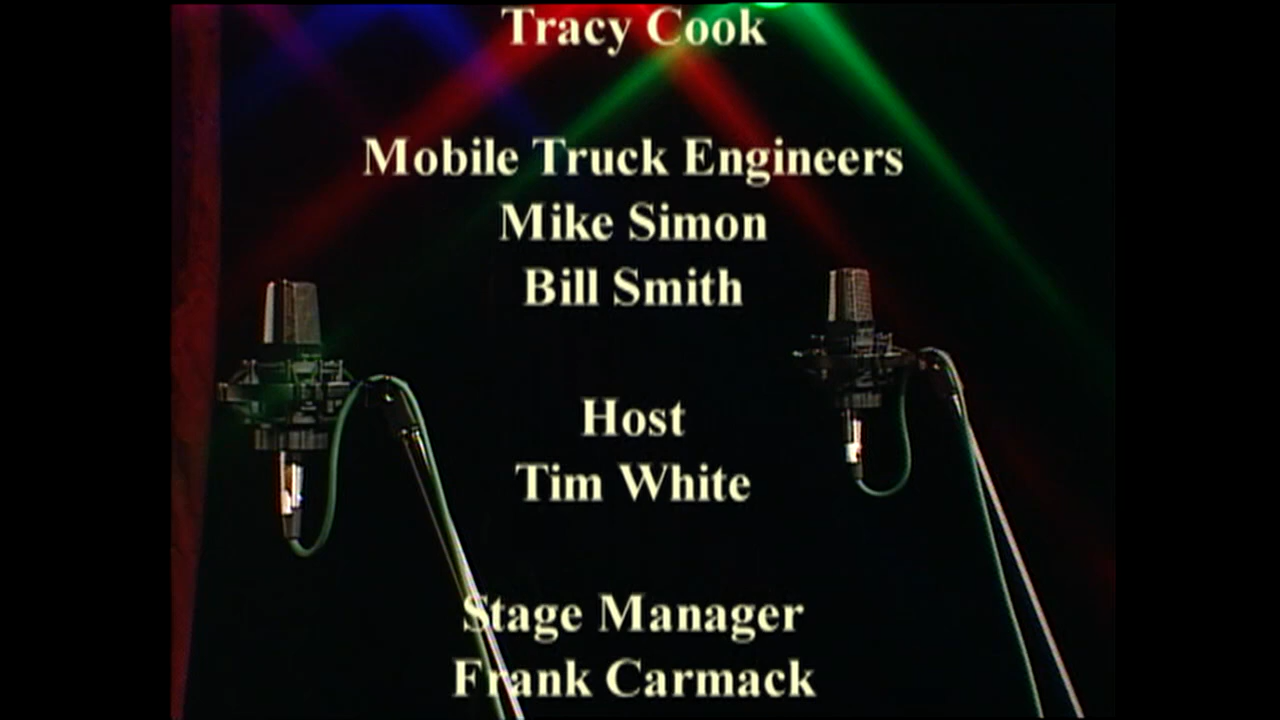 Tracy Cook
Mobile Truck Engineers
Mike Simon
Bill Smith
Host
Tim White
Stage Manager
Frank Carmack